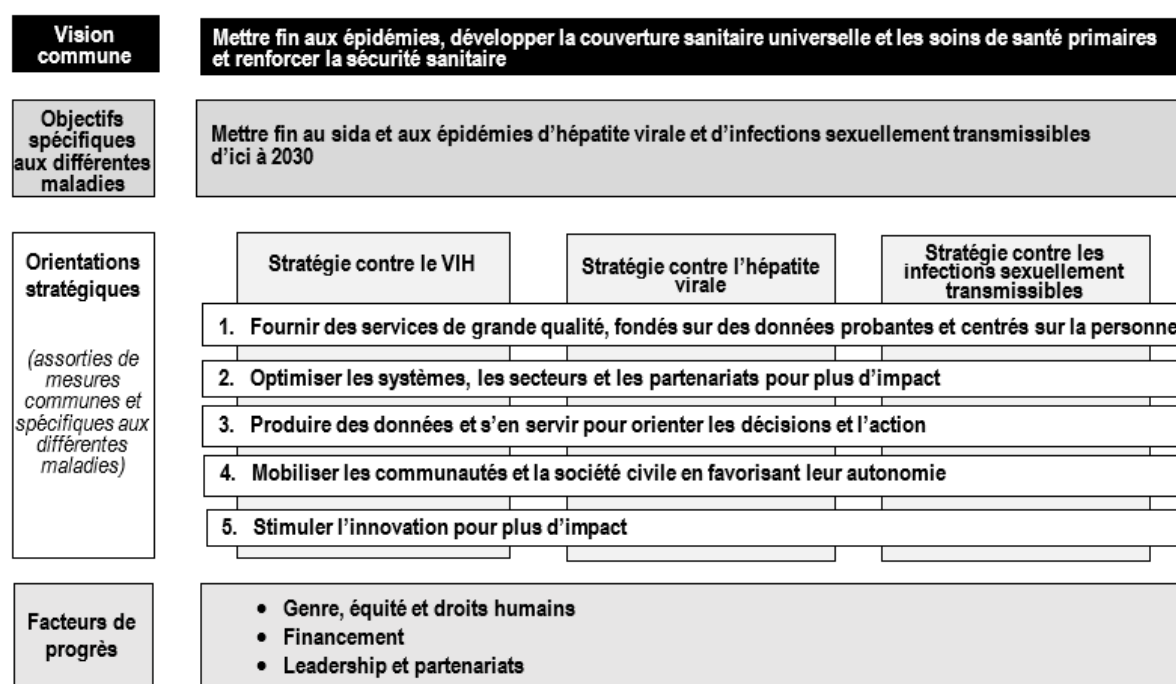 Vision
commune
Mettre fin aux épidémies, développer la couverture sanitaire universelle et les soins de santé primaires
et renforcer la sécurité sanitaire
Objectifs
spécifiques
aux différentes
maladies
Mettre fin au sida et aux épidémies d’hépatite virale et d’infections sexuellement transmissibles
d’ici à 2030
Orientations
stratégiques
(assorties de
mesures
communes et
spécifiques aux
différentes
maladies)
Stratégie contre le VIH
Stratégie contre l’hépatite
virale
Stratégie contre les
infections sexuellement
transmissibles
1. Fournir des services de grande qualité, fondés sur des données probantes et centrés sur la personne
2. Optimiser les systèmes, les secteurs et les partenariats pour plus d’impact
3. Produire des données et s’en servir pour orienter les décisions et l’action
4. Mobiliser les communautés et la société civile en favorisant leur autonomie
5. Stimuler l’innovation pour plus d’impact
Facteurs de
progrès
• Genre, équité et droits humains
• Financement
• Leadership et partenariats